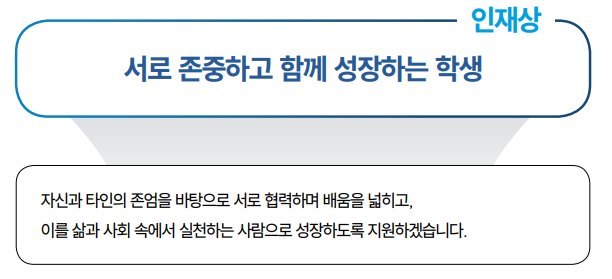 인재상
서로 존중하고 함께 성장하는 학생
자신과 타인의 존엄을 바탕으로 서로 협력하며 배움을 넓히고,
이를 삶과 사회 속에서 실천하는 사람으로 성장하도록 지원하겠습니다.